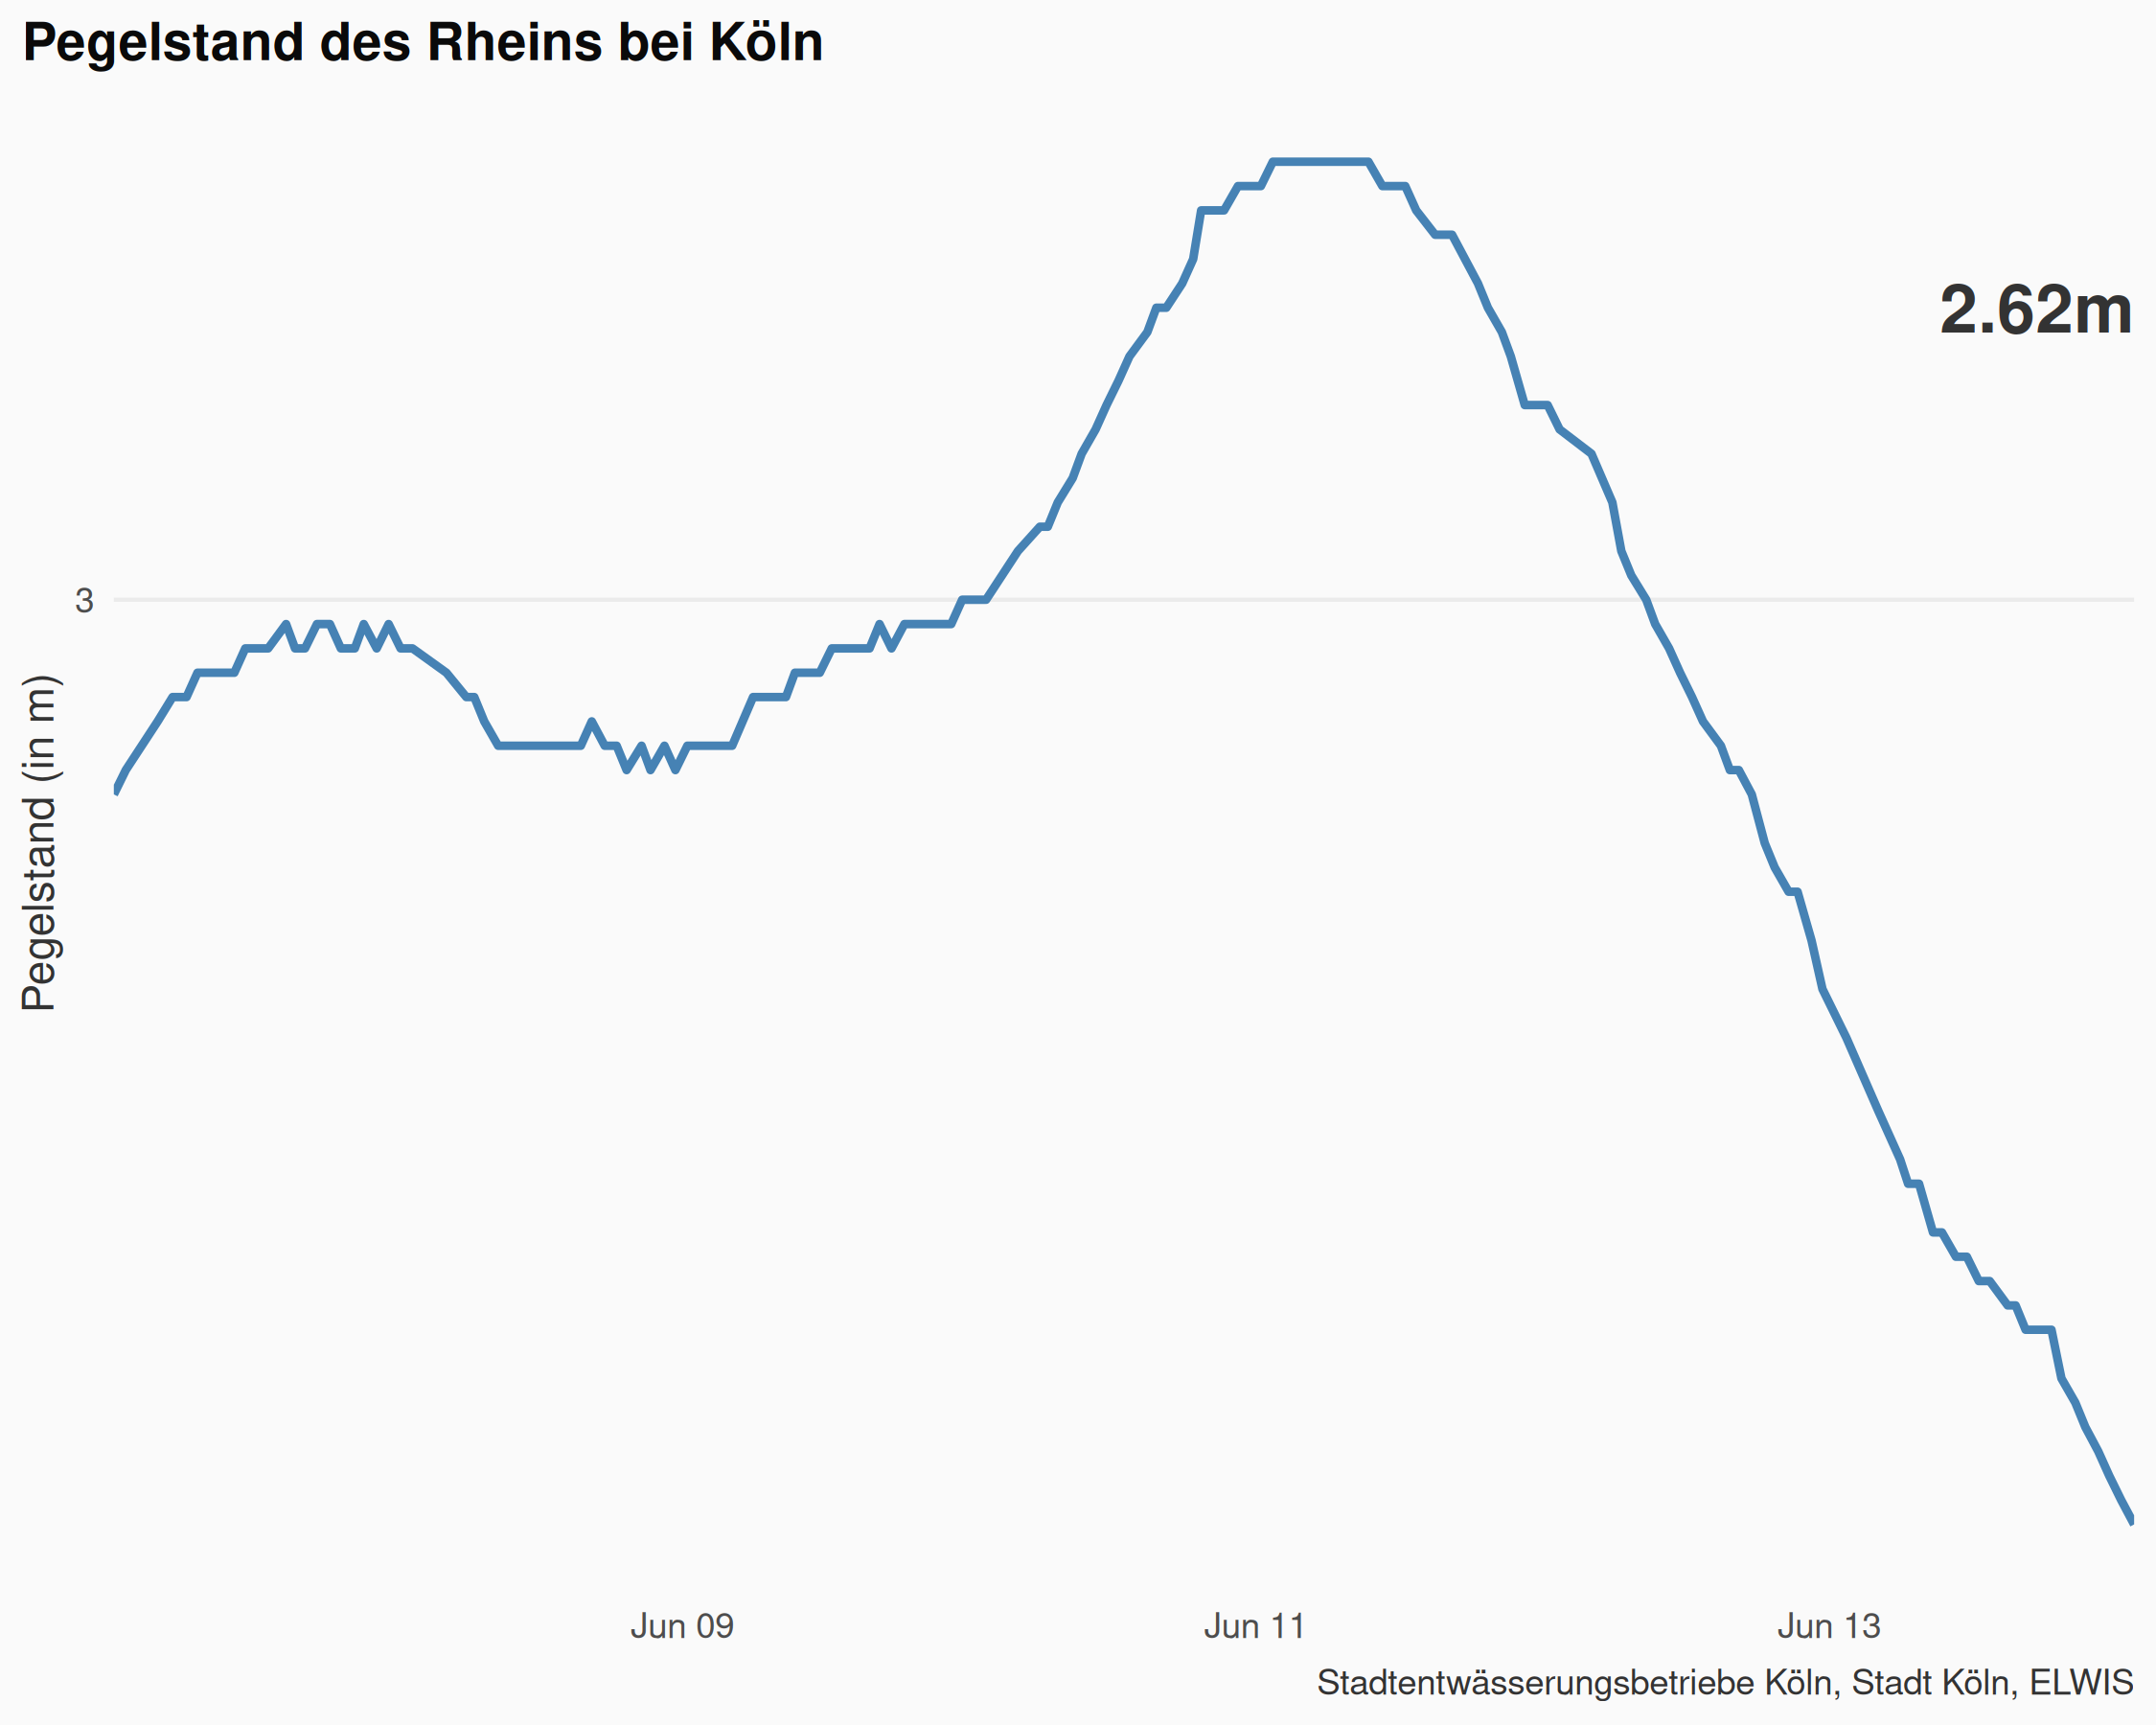 Pegelstand des Rheins bei Köln
2.62m
3
Pegelstand (in m)
Jun 09
Jun 11
Jun 13
Stadtentwässerungsbetriebe Köln, Stadt Köln, ELWIS